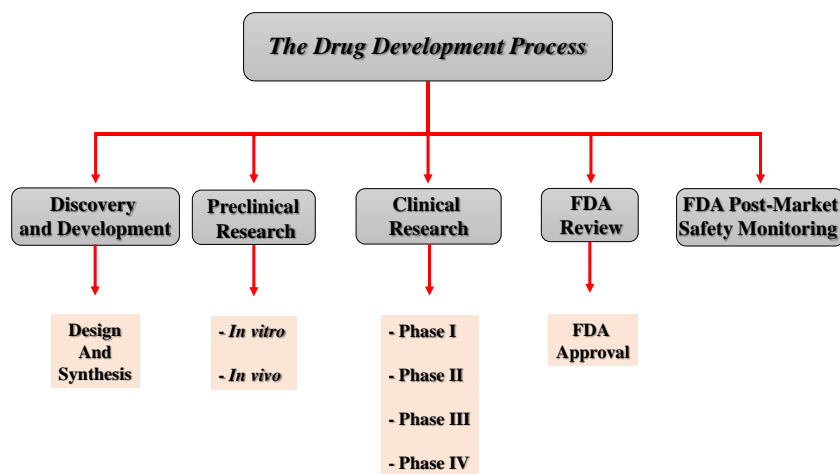 The Drug Development Process
Discovery
and Development
Preclinical
Research
Clinical
Research
FDA
Review
FDA Post-Market
Safety Monitoring
Design
And
Synthesis
- In vitro
- In vivo
- Phase I
- Phase II
- Phase III
- Phase IV
FDA
Approval